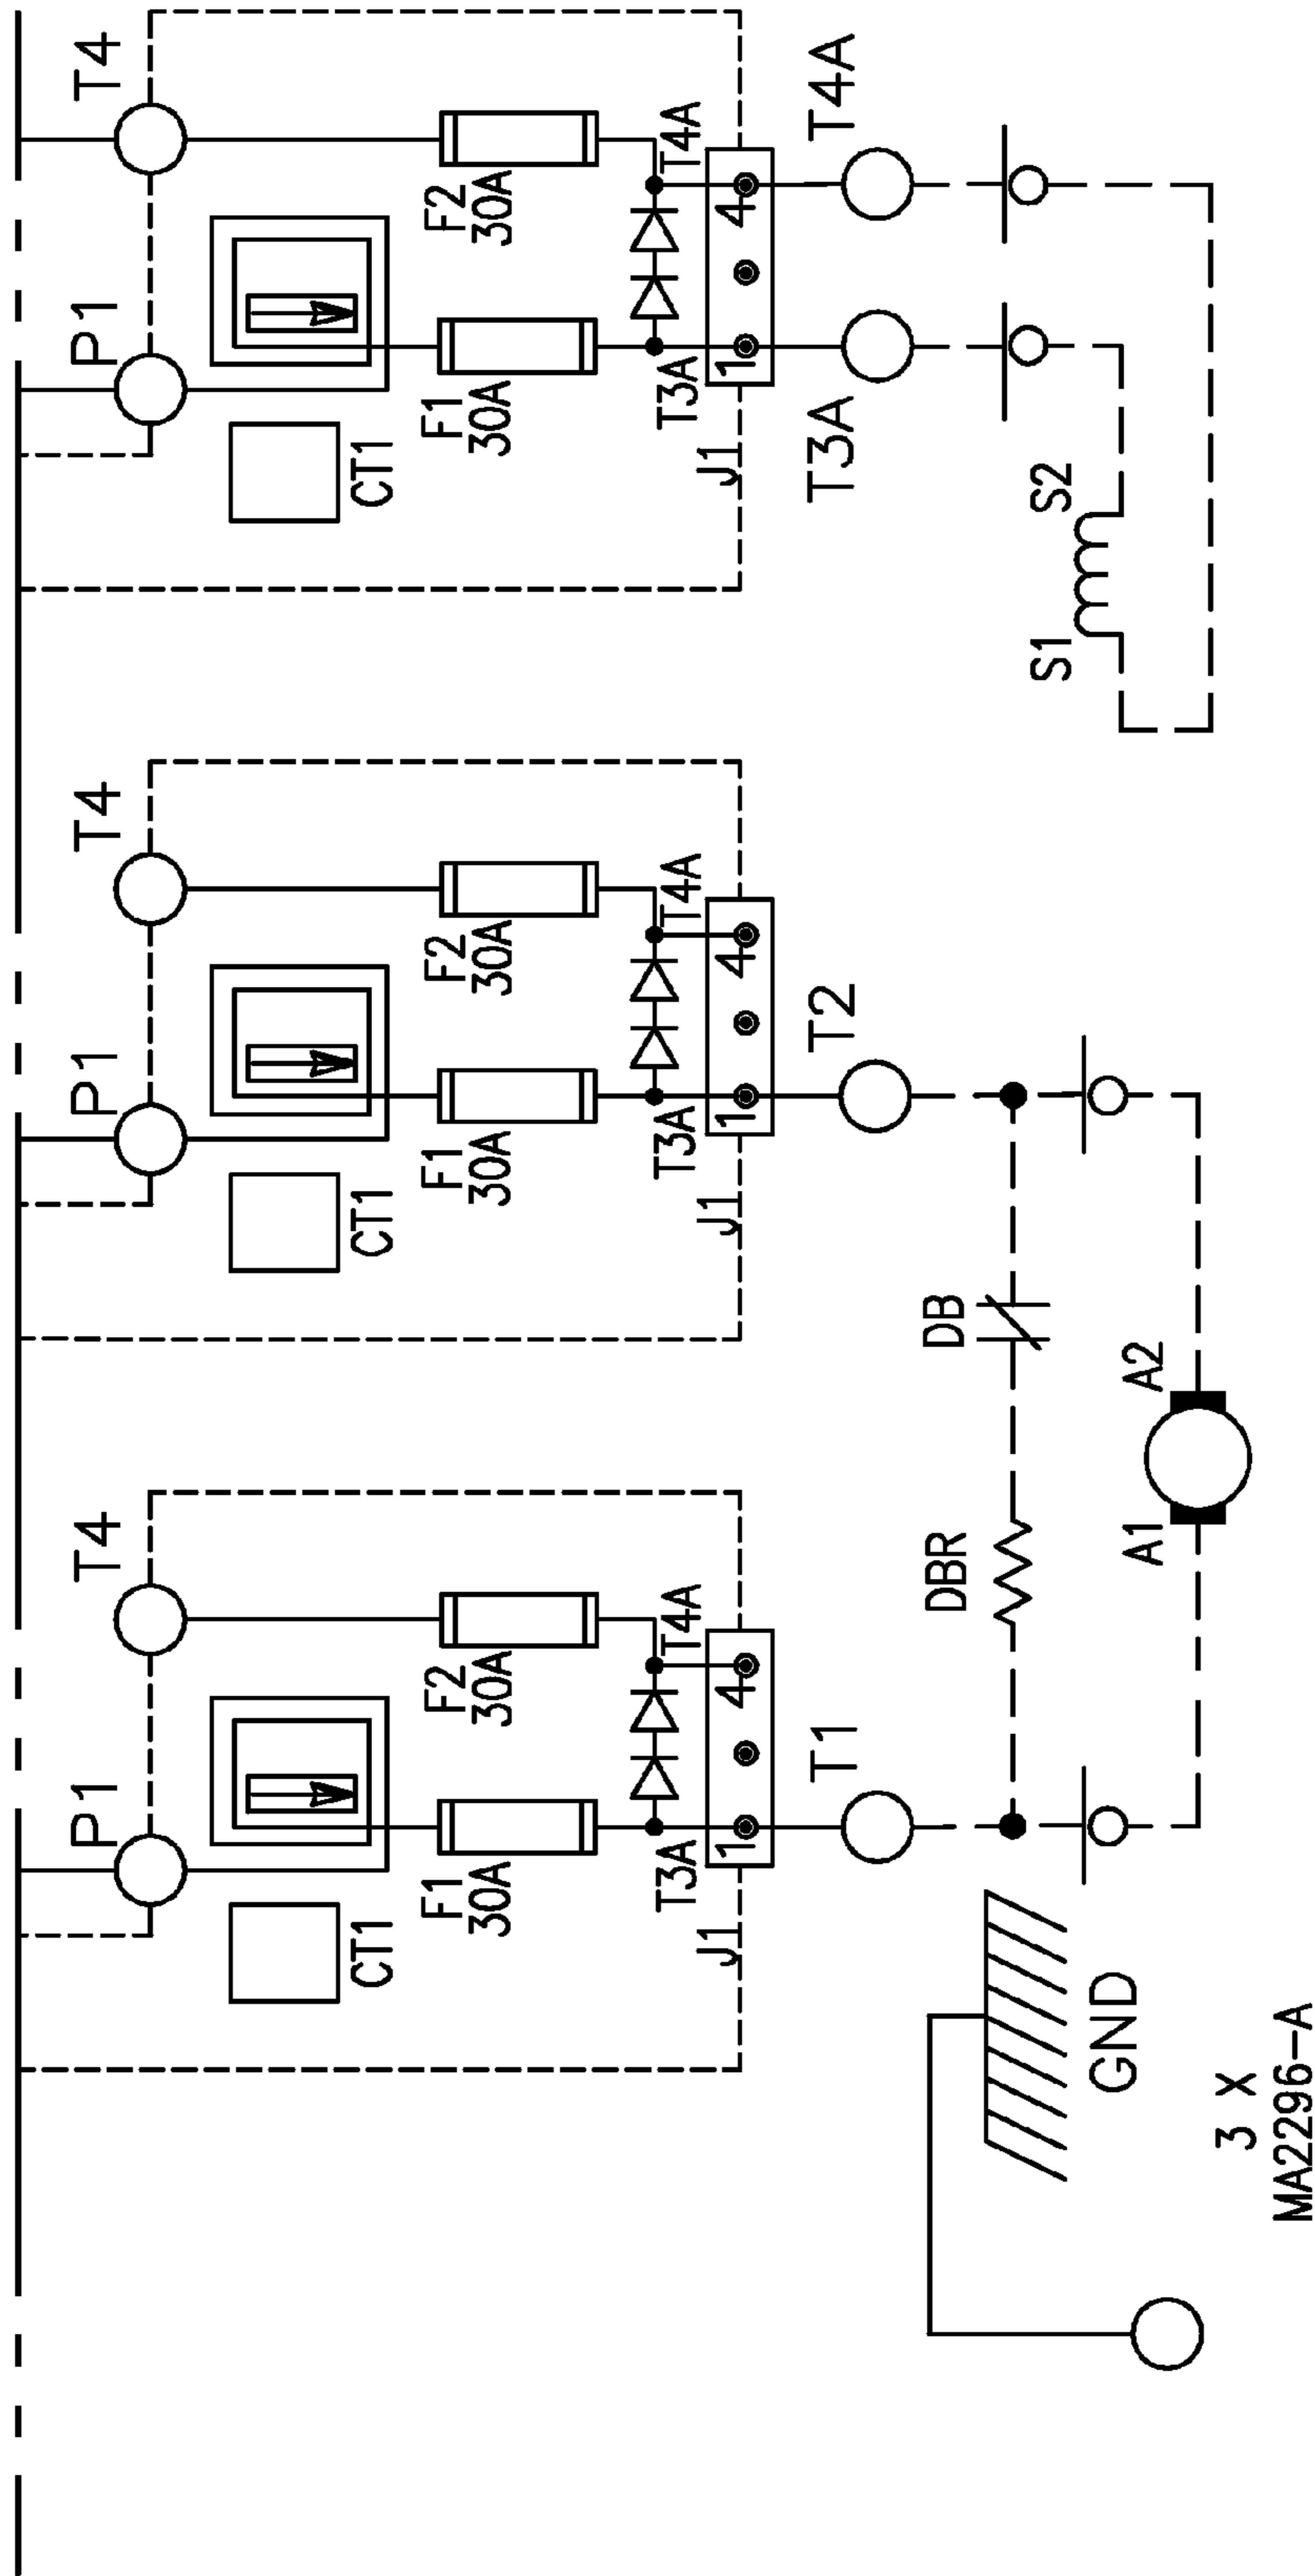 P1
T4
CT1
F1
30A
F2
30A
T3A
T4A
J1
1
4
T1
P1
T4
CT1
F1
30A
F2
30A
T3A
T4A
J1
1
4
T2
P1
T4
CT1
F1
30A
F2
30A
T3A
T4A
J1
1
4
T3A
T4A
DBR
DB
A1
A2
S1
S2
GND
3 X
MA2296-A